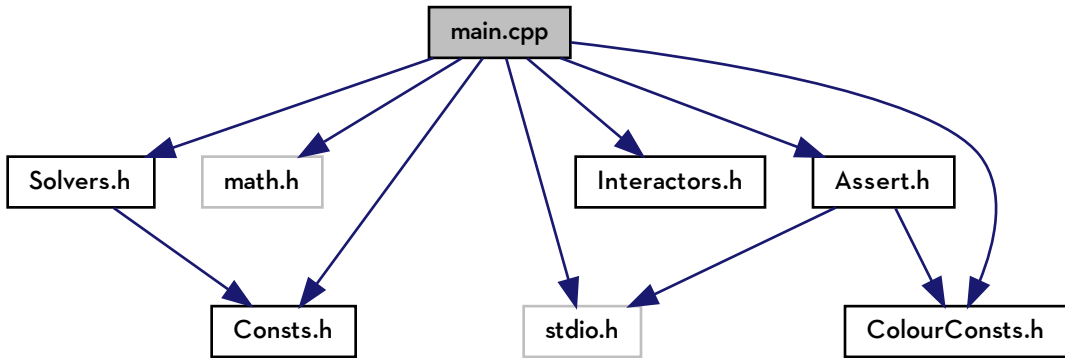 main.cpp
Solvers.h
math.h
Interactors.h
Assert.h
Consts.h
stdio.h
ColourConsts.h